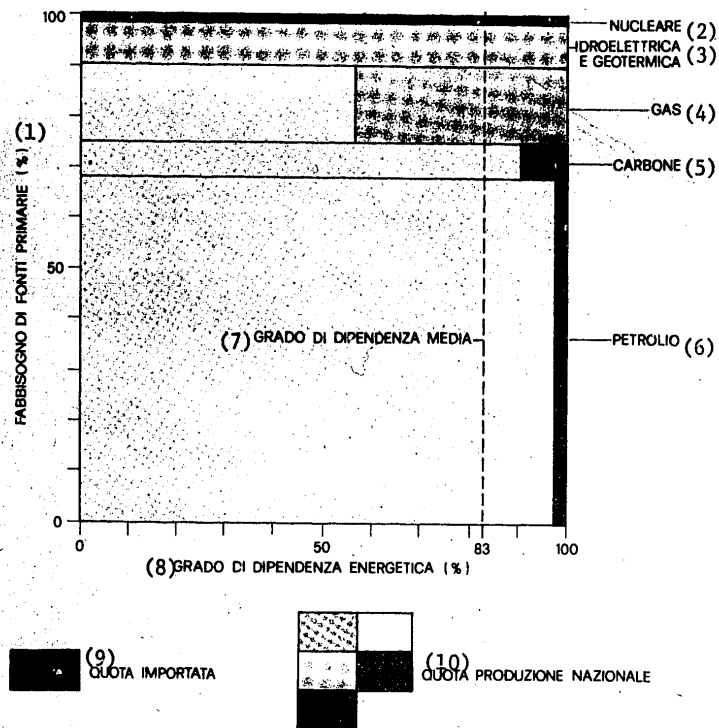 100
NUCLEARE (2)
IDROELETTRICA
E GEOTERMICA (3)
GAS (4)
(1)
CARBONE (5)
FABBISOGNO DI FONTI PRIMARIE (%)
50
(7) GRADO DI DIPENDENZA MEDIA
PETROLIO (6)
0
0 50 83 100
(8) GRADO DI DIPENDENZA ENERGETICA (%)
(9)
QUOTA IMPORTATA
(10)
QUOTA PRODUZIONE NAZIONALE